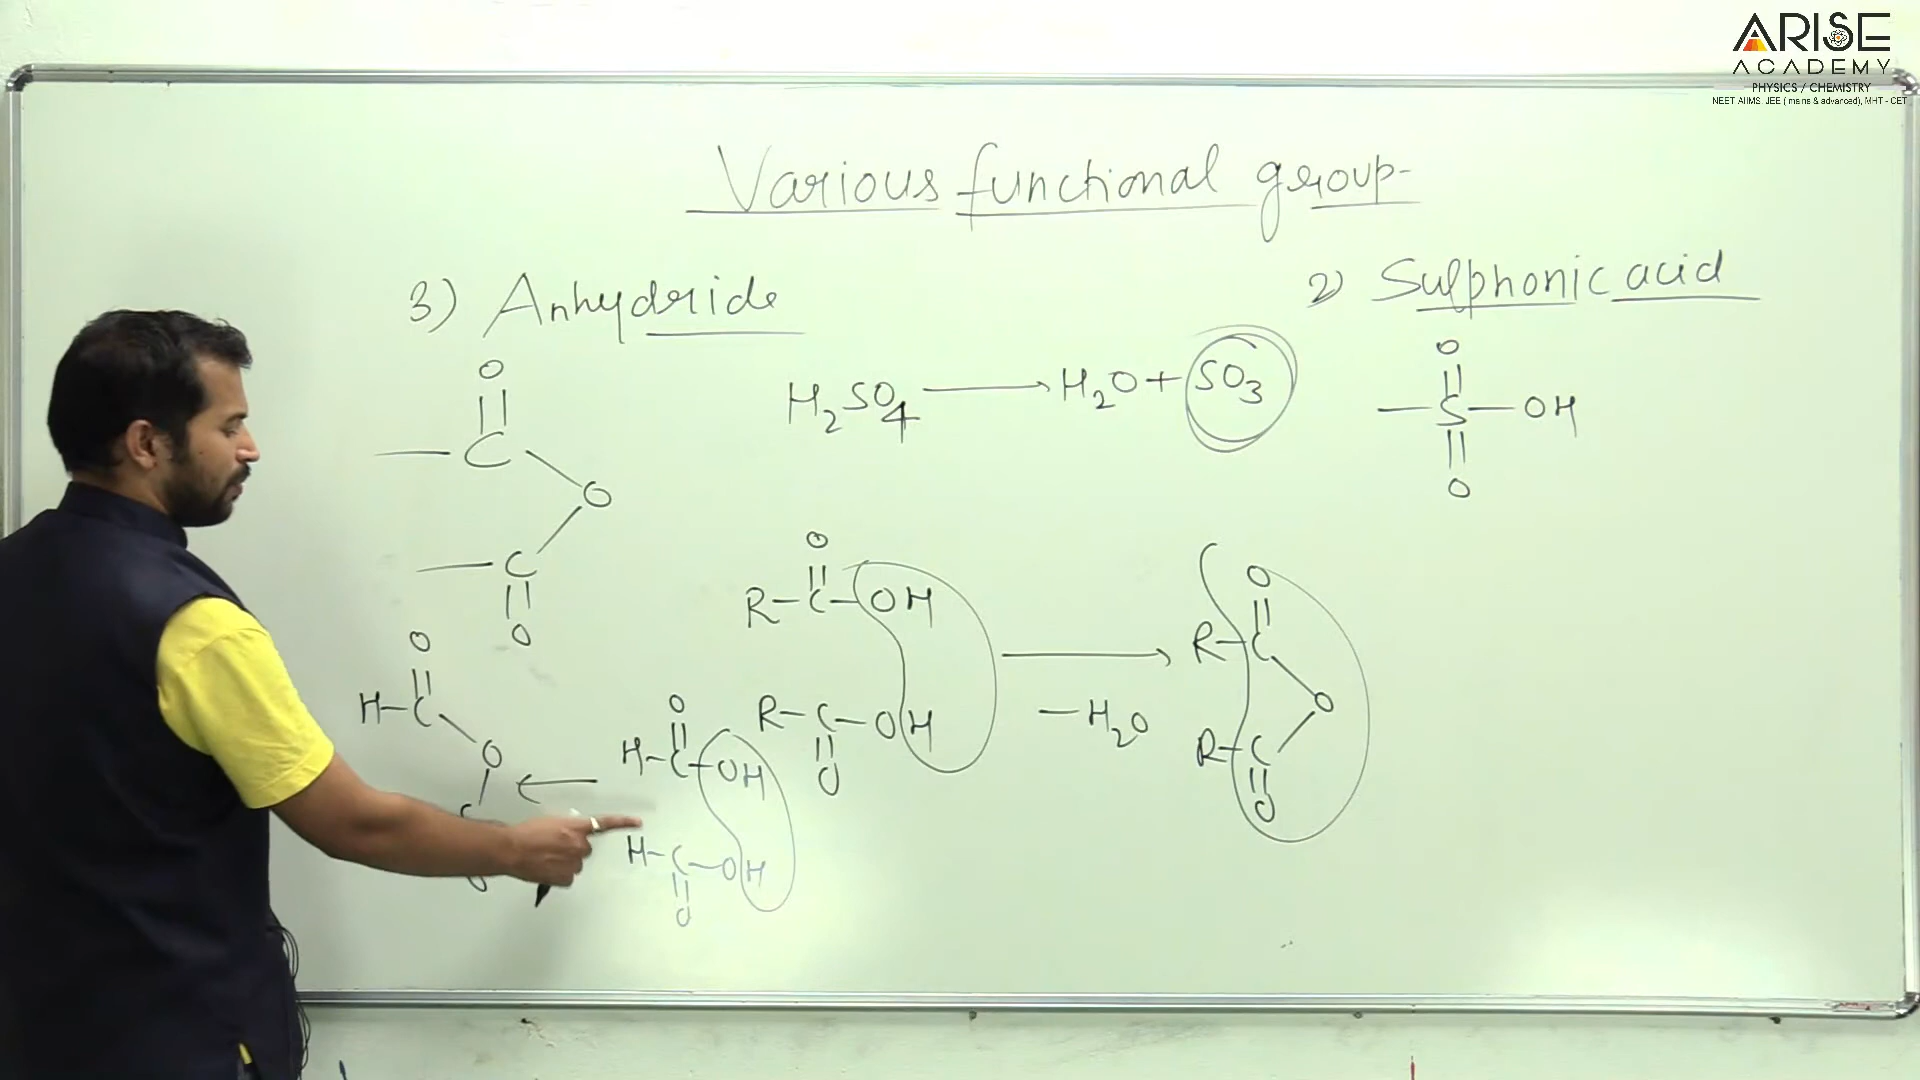 ARISE
ACADEMY
PHYSICS / CHEMISTRY
NEET AIIMS, JEE ( mains & advanced), MHT - CET
Various functional group-
3) Anhydride
2) Sulphonic acid
O
C
O
C
O
H₂SO₄ → H₂O + SO₃
O
S-OH
O
O
R-C-OH
R-C-OH
O
-H₂O
O
R-C
O
R-C
O
O
H-C
O
O
H-C-OH
H-C-OH
O